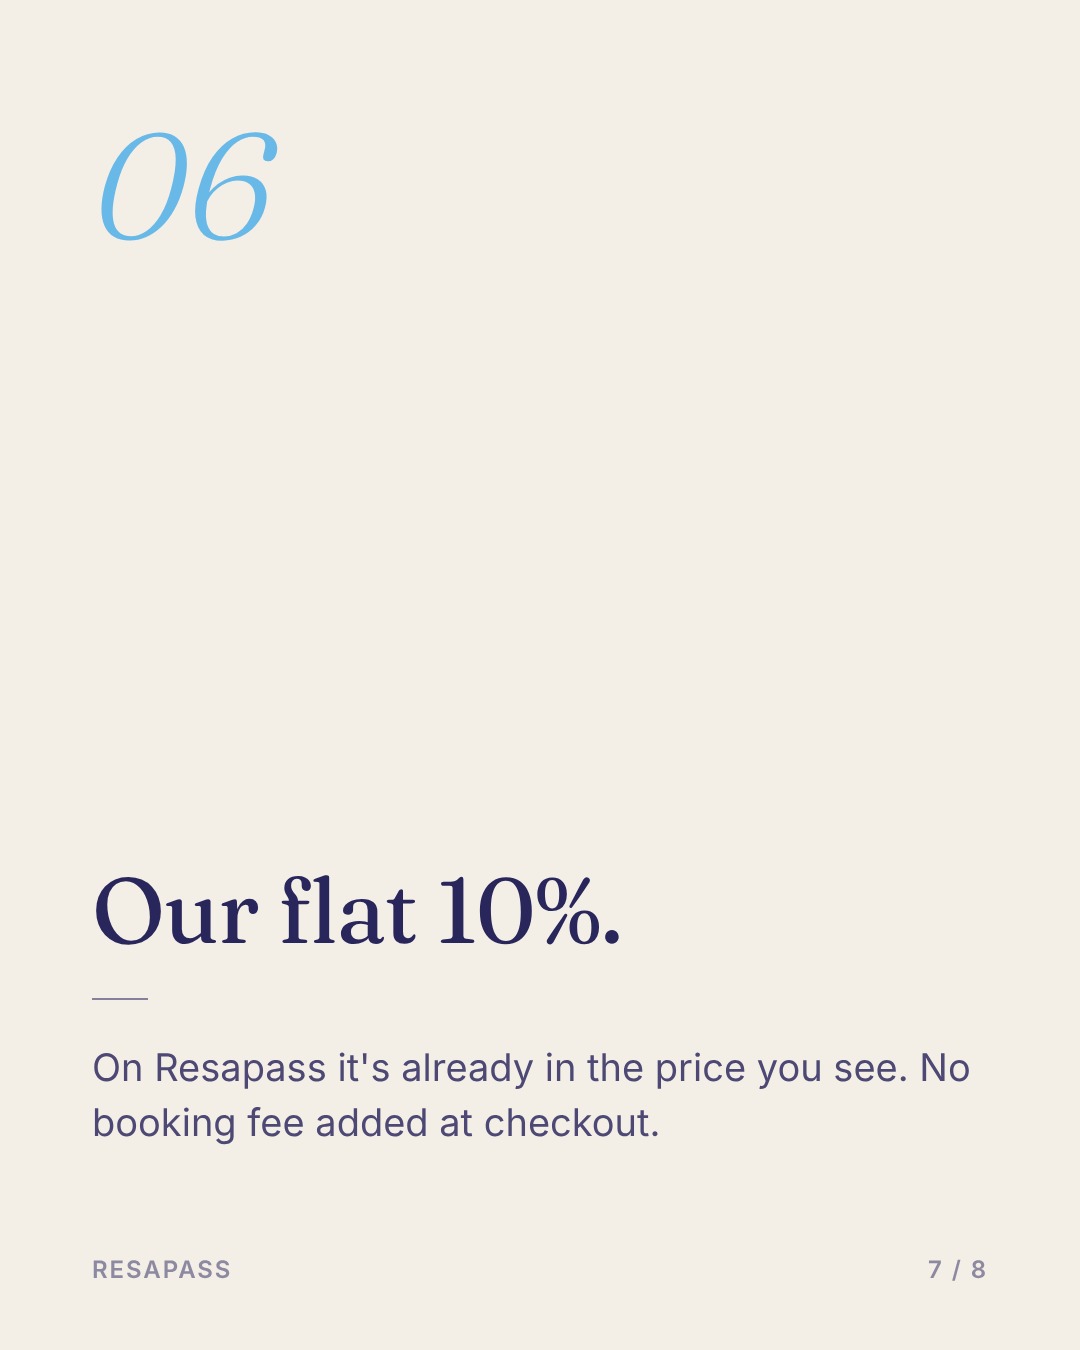 06
Our flat 10%.
On Resapass it's already in the price you see. No
booking fee added at checkout.
RESAPASS
7 / 8